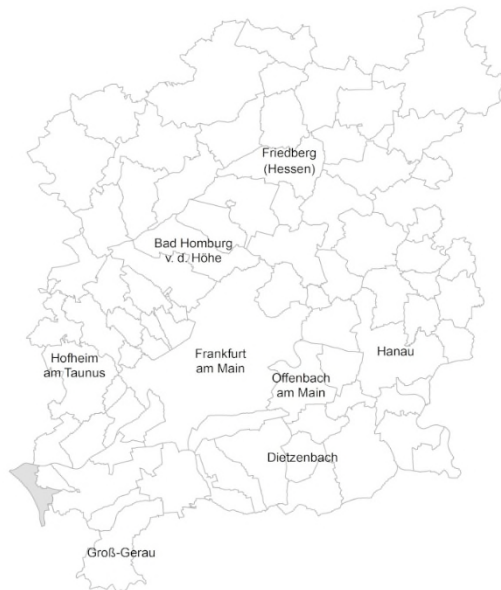 Friedberg
(Hessen)
Bad Homburg
v. d. Höhe
Frankfurt
am Main
Hanau
Hofheim
am Taunus
Offenbach
am Main
Dietzenbach
Groß-Gerau